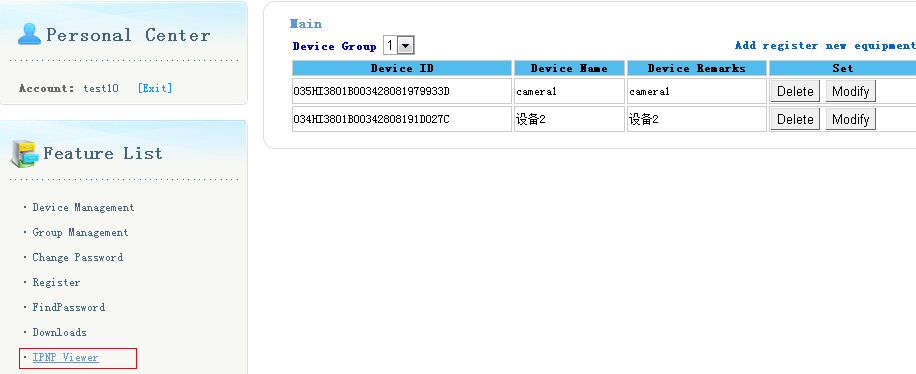 Personal Center
Account: test10 [Exit]
Feature List
· Device Management
· Group Management
· Change Password
· Register
· FindPassword
· Downloads
· IPNP Viewer
Main
Device Group 1
Add register new equipment
Device ID Device Name Device Remarks Set
035HI3801B003428081979933D camera1 camera1 Delete Modify
034HI3801B00342808191D027C 设备2 设备2 Delete Modify